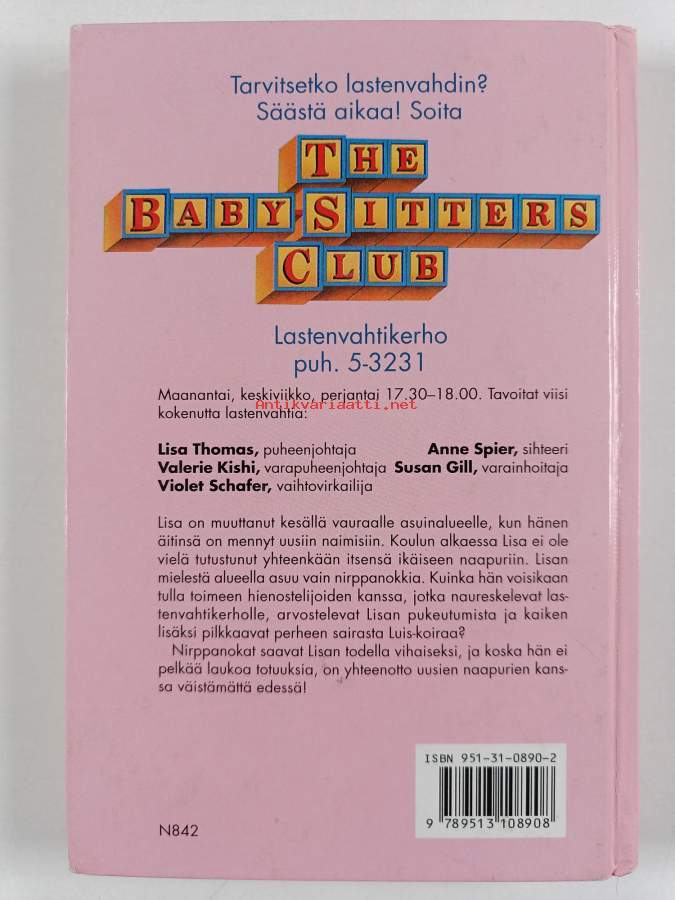 Tarvitsetko lastenvahdin?
Säästä aikaa! Soita
THE
BABY-SITTERS
CLUB
Lastenvahtikerho
puh. 5-3231
Maanantai, keskiviikko, perjantai 17.30–18.00. Tavoitat viisi
Antikvariaatti.net
kokenutta lastenvahtia:
Lisa Thomas, puheenjohtaja Anne Spier, sihteeri
Valerie Kishi, varapuheenjohtaja Susan Gill, varainhoitaja
Violet Schafer, vaihtovirkailija
Lisa on muuttanut kesällä vauraalle asuinalueelle, kun hänen
äitinsä on mennyt uusiin naimisiin. Koulun alkaessa Lisa ei ole
vielä tutustunut yhteenkään itsensä ikäiseen naapuriin. Lisan
mielestä alueella asuu vain nirppanokkia. Kuinka hän voisikaan
tulla toimeen hienostelijoiden kanssa, jotka naureskelevat las-
tenvahtikerholle, arvostelevat Lisan pukeutumista ja kaiken
lisäksi pilkkaavat perheen sairasta Luis-koiraa?
Nirppanokat saavat Lisan todella vihaiseksi, ja koska hän ei
pelkää laukoa totuuksia, on yhteenotto uusien naapurien kans-
sa väistämättä edessä!
ISBN 951-31-0890-2
9 789513 108908
N842